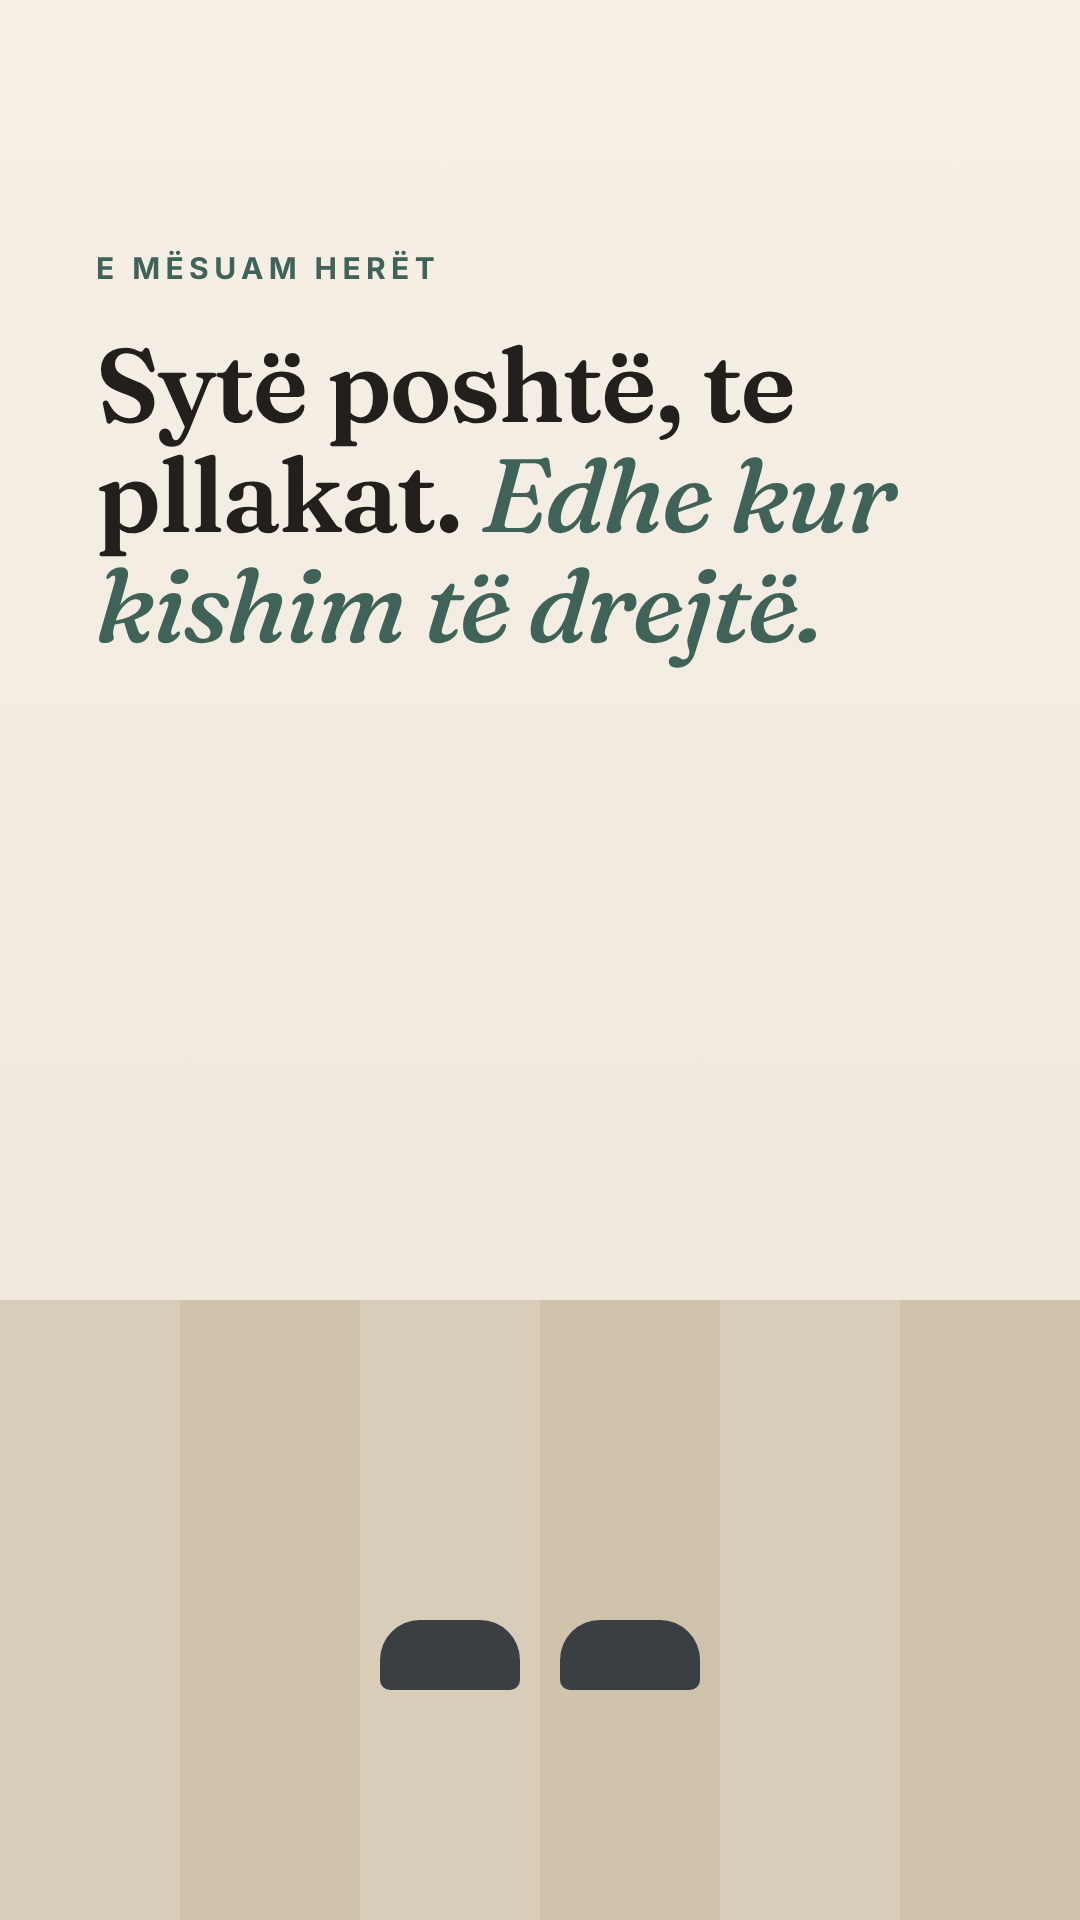 E MËSUAM HERËT
Sytë poshtë, te
pllakat. Edhe kur
kishim të drejtë.